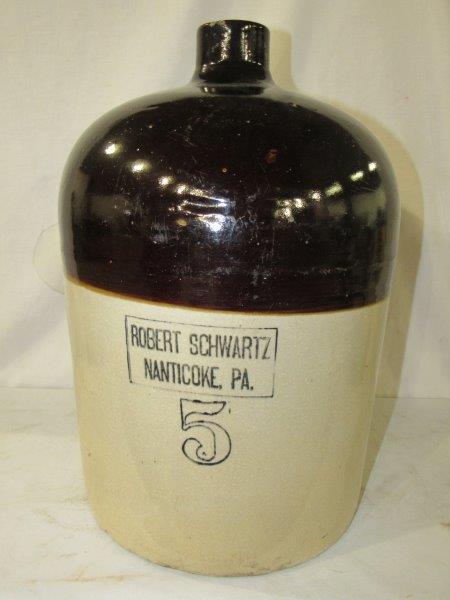 ROBERT SCHWARTZ
NANTICOKE, PA.
5